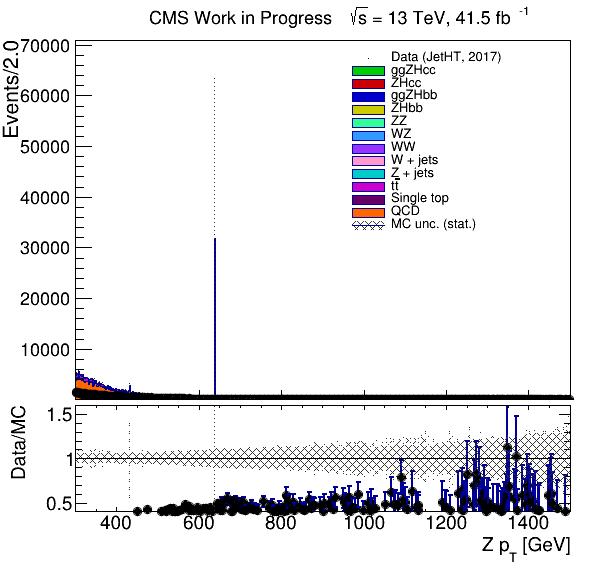 CMS Work in Progress √s = 13 TeV, 41.5 fb⁻¹
Events/2.0
70000
60000
50000
40000
30000
20000
10000
Data (JetHT, 2017)
ggZHcc
ZHcc
ggZHbb
ZHbb
ZZ
WZ
WW
W + jets
Z + jets
tt̅
Single top
QCD
MC unc. (stat.)
Data/MC
1.5
1
0.5
400 600 800 1000 1200 1400
Z p_T [GeV]